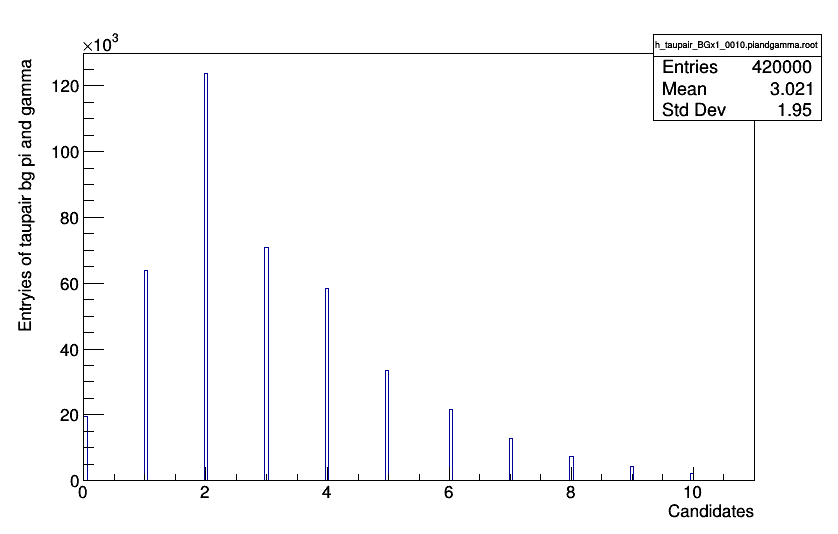 h_taupair_BGx1_0010.piandgamma.root
Entries 420000
Mean 3.021
Std Dev 1.95
×10³
Entryies of taupair bg pi and gamma
120
100
80
60
40
20
0
0 2 4 6 8 10
Candidates